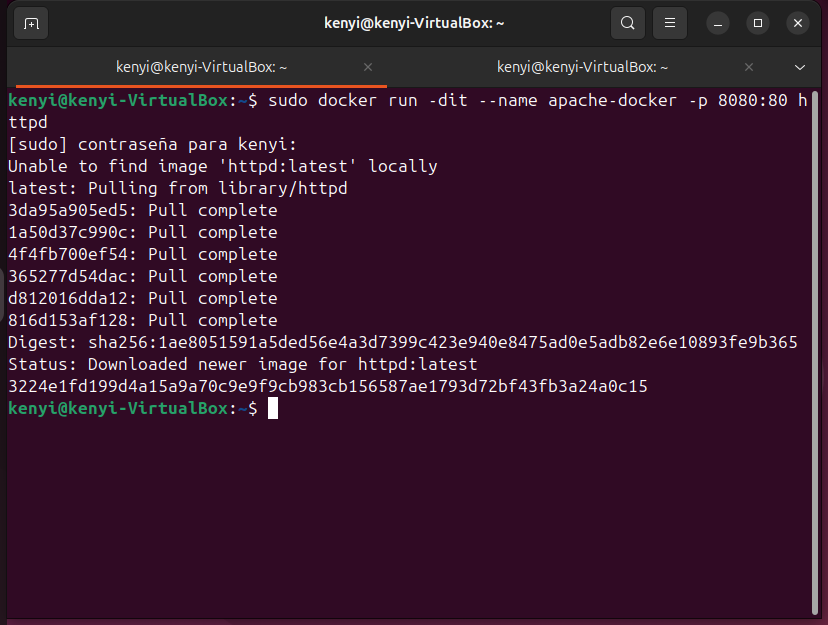 kenyi@kenyi-VirtualBox: ~
kenyi@kenyi-VirtualBox: ~
kenyi@kenyi-VirtualBox: ~
kenyi@kenyi-VirtualBox:~$ sudo docker run -dit --name apache-docker -p 8080:80 h
ttpd
[sudo] contraseña para kenyi:
Unable to find image 'httpd:latest' locally
latest: Pulling from library/httpd
3da95a905ed5: Pull complete
1a50d37c990c: Pull complete
4f4fb700ef54: Pull complete
365277d54dac: Pull complete
d812016dda12: Pull complete
816d153af128: Pull complete
Digest: sha256:1ae8051591a5ded56e4a3d7399c423e940e8475ad0e5adb82e6e10893fe9b365
Status: Downloaded newer image for httpd:latest
3224e1fd199d4a15a9a70c9e9f9cb983cb156587ae1793d72bf43fb3a24a0c15
kenyi@kenyi-VirtualBox:~$